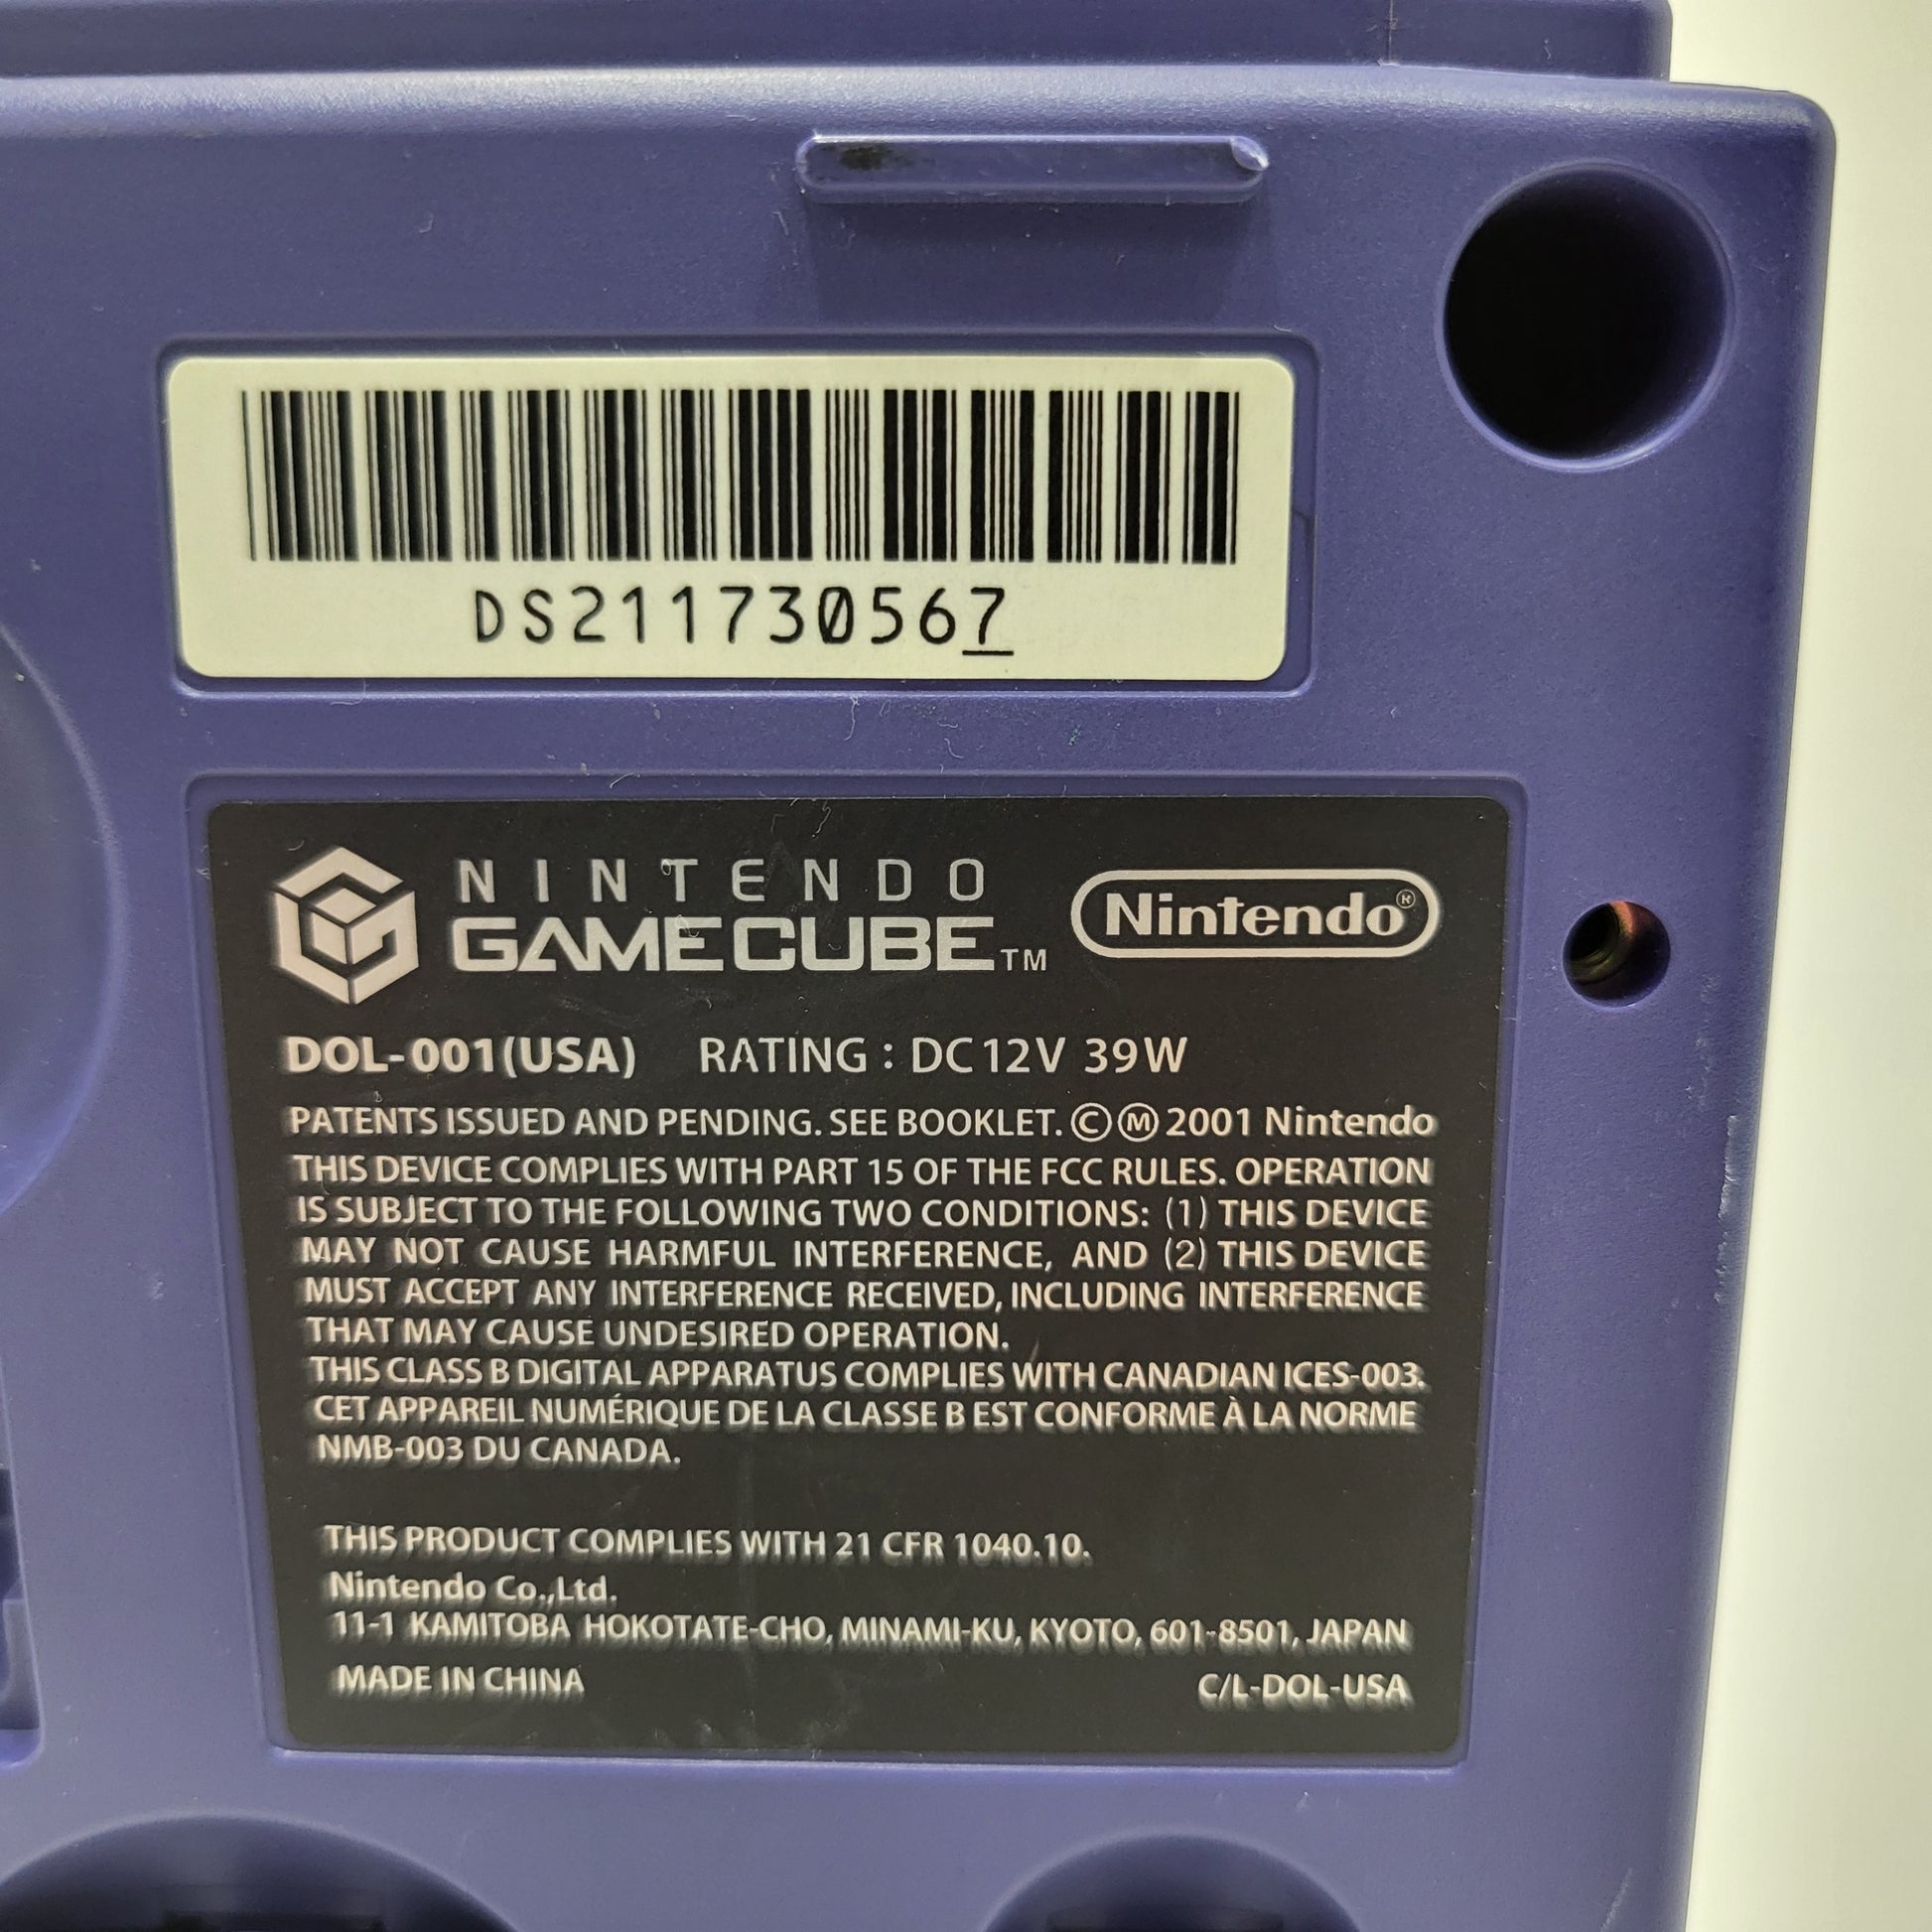 DS211730567
NINTENDO
GAMECUBE™
Nintendo®
DOL-001(USA) RATING : DC 12V 39W
PATENTS ISSUED AND PENDING. SEE BOOKLET. ©Ⓜ 2001 Nintendo
THIS DEVICE COMPLIES WITH PART 15 OF THE FCC RULES. OPERATION
IS SUBJECT TO THE FOLLOWING TWO CONDITIONS: (1) THIS DEVICE
MAY NOT CAUSE HARMFUL INTERFERENCE, AND (2) THIS DEVICE
MUST ACCEPT ANY INTERFERENCE RECEIVED, INCLUDING INTERFERENCE
THAT MAY CAUSE UNDESIRED OPERATION.
THIS CLASS B DIGITAL APPARATUS COMPLIES WITH CANADIAN ICES-003.
CET APPAREIL NUMÉRIQUE DE LA CLASSE B EST CONFORME À LA NORME
NMB-003 DU CANADA.
THIS PRODUCT COMPLIES WITH 21 CFR 1040.10.
Nintendo Co.,Ltd.
11-1 KAMITOBA HOKOTATE-CHO, MINAMI-KU, KYOTO, 601-8501, JAPAN
MADE IN CHINA C/L-DOL-USA